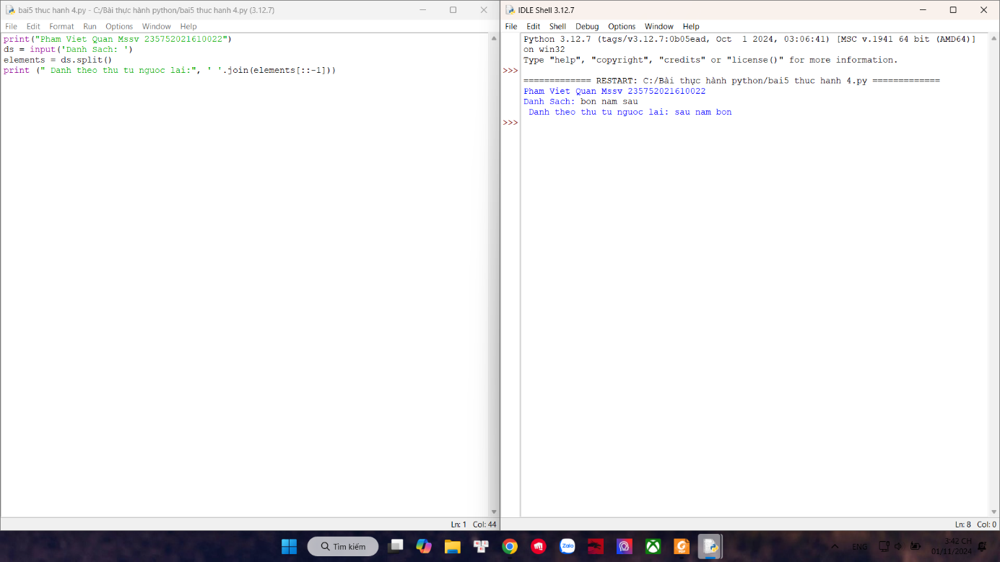 bai5 thuc hanh 4.py - C:/Bài thực hành python/bai5 thuc hanh 4.py (3.12.7)
File Edit Format Run Options Window Help
print("Pham Viet Quan Mssv 235752021610022")
ds = input('Danh Sach: ')
elements = ds.split()
print (" Danh theo thu tu nguoc lai:", ' '.join(elements[::-1]))
Ln: 1 Col: 44
IDLE Shell 3.12.7
File Edit Shell Debug Options Window Help
Python 3.12.7 (tags/v3.12.7:0b05ead, Oct  1 2024, 03:06:41) [MSC v.1941 64 bit (AMD64)]
on win32
Type "help", "copyright", "credits" or "license()" for more information.
>>>
============= RESTART: C:/Bài thực hành python/bai5 thuc hanh 4.py =============
Pham Viet Quan Mssv 235752021610022
Danh Sach: bon nam sau
 Danh theo thu tu nguoc lai: sau nam bon
>>>
Ln: 8 Col: 0
Tìm kiếm
Zalo
PDF
ENG
3:42 CH
01/11/2024